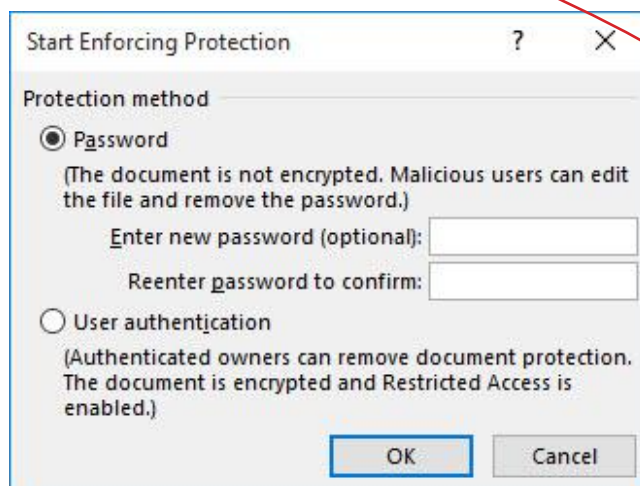 Start Enforcing Protection ?
Protection method
Password
(The document is not encrypted. Malicious users can edit
the file and remove the password.)
Enter new password (optional):
Reenter password to confirm:
User authentication
(Authenticated owners can remove document protection.
The document is encrypted and Restricted Access is
enabled.)
OK Cancel